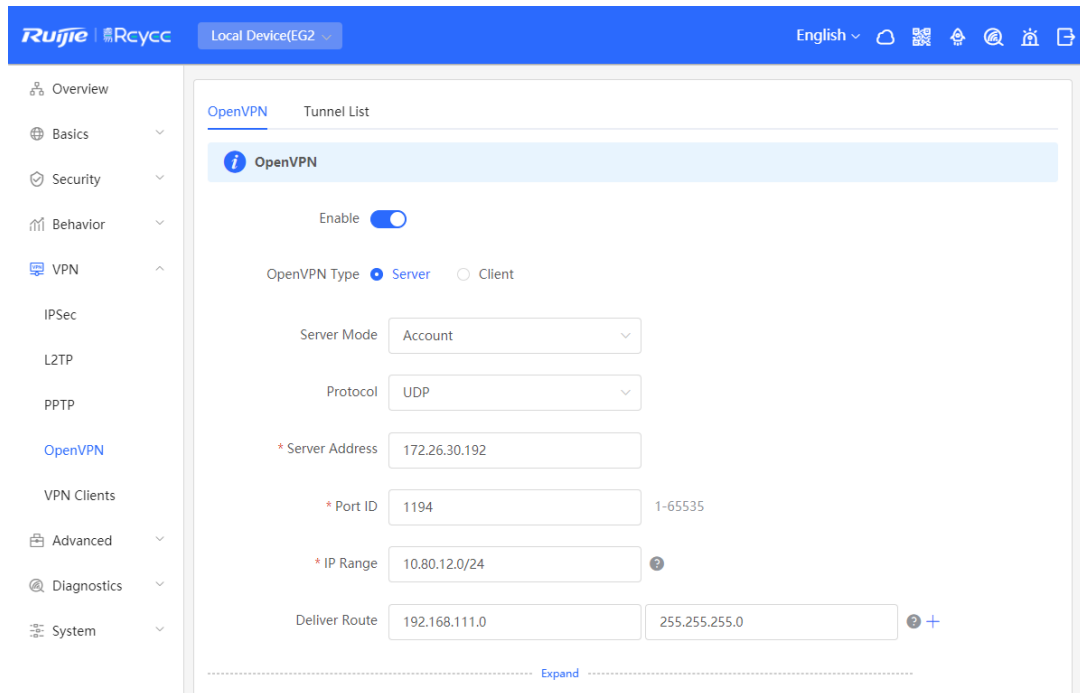 Ruijie Rcycc Local Device(EG2 English
Overview
Basics
Security
Behavior
VPN
IPSec
L2TP
PPTP
OpenVPN
VPN Clients
Advanced
Diagnostics
System
OpenVPN Tunnel List
i OpenVPN
Enable
OpenVPN Type Server Client
Server Mode Account
Protocol UDP
* Server Address 172.26.30.192
* Port ID 1194 1-65535
* IP Range 10.80.12.0/24 ?
Deliver Route 192.168.111.0 255.255.255.0 ? +
Expand